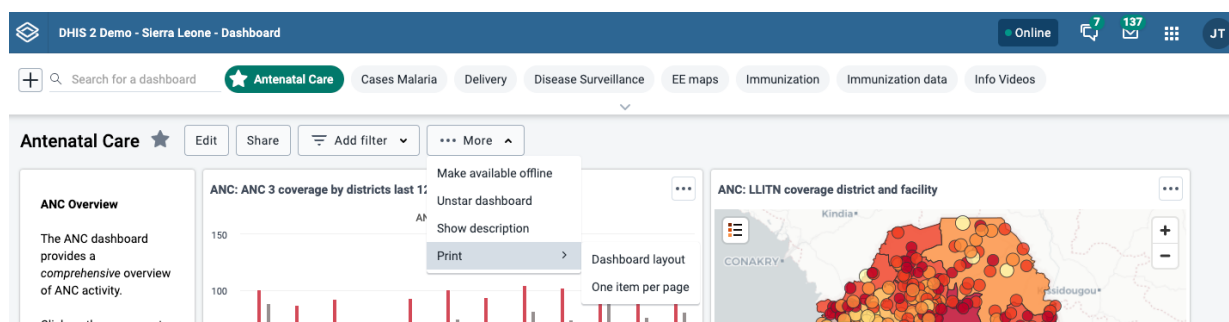 DHIS 2 Demo - Sierra Leone - Dashboard
Online
7
137
JT
Search for a dashboard
Antenatal Care
Cases Malaria
Delivery
Disease Surveillance
EE maps
Immunization
Immunization data
Info Videos
Antenatal Care
Edit
Share
Add filter
More
Make available offline
Unstar dashboard
Show description
Print
Dashboard layout
One item per page
ANC Overview
The ANC dashboard
provides a
comprehensive overview
of ANC activity.
ANC: ANC 3 coverage by districts last 12
150
100
ANC: LLITN coverage district and facility
Kindia
CONAKRY
+
−